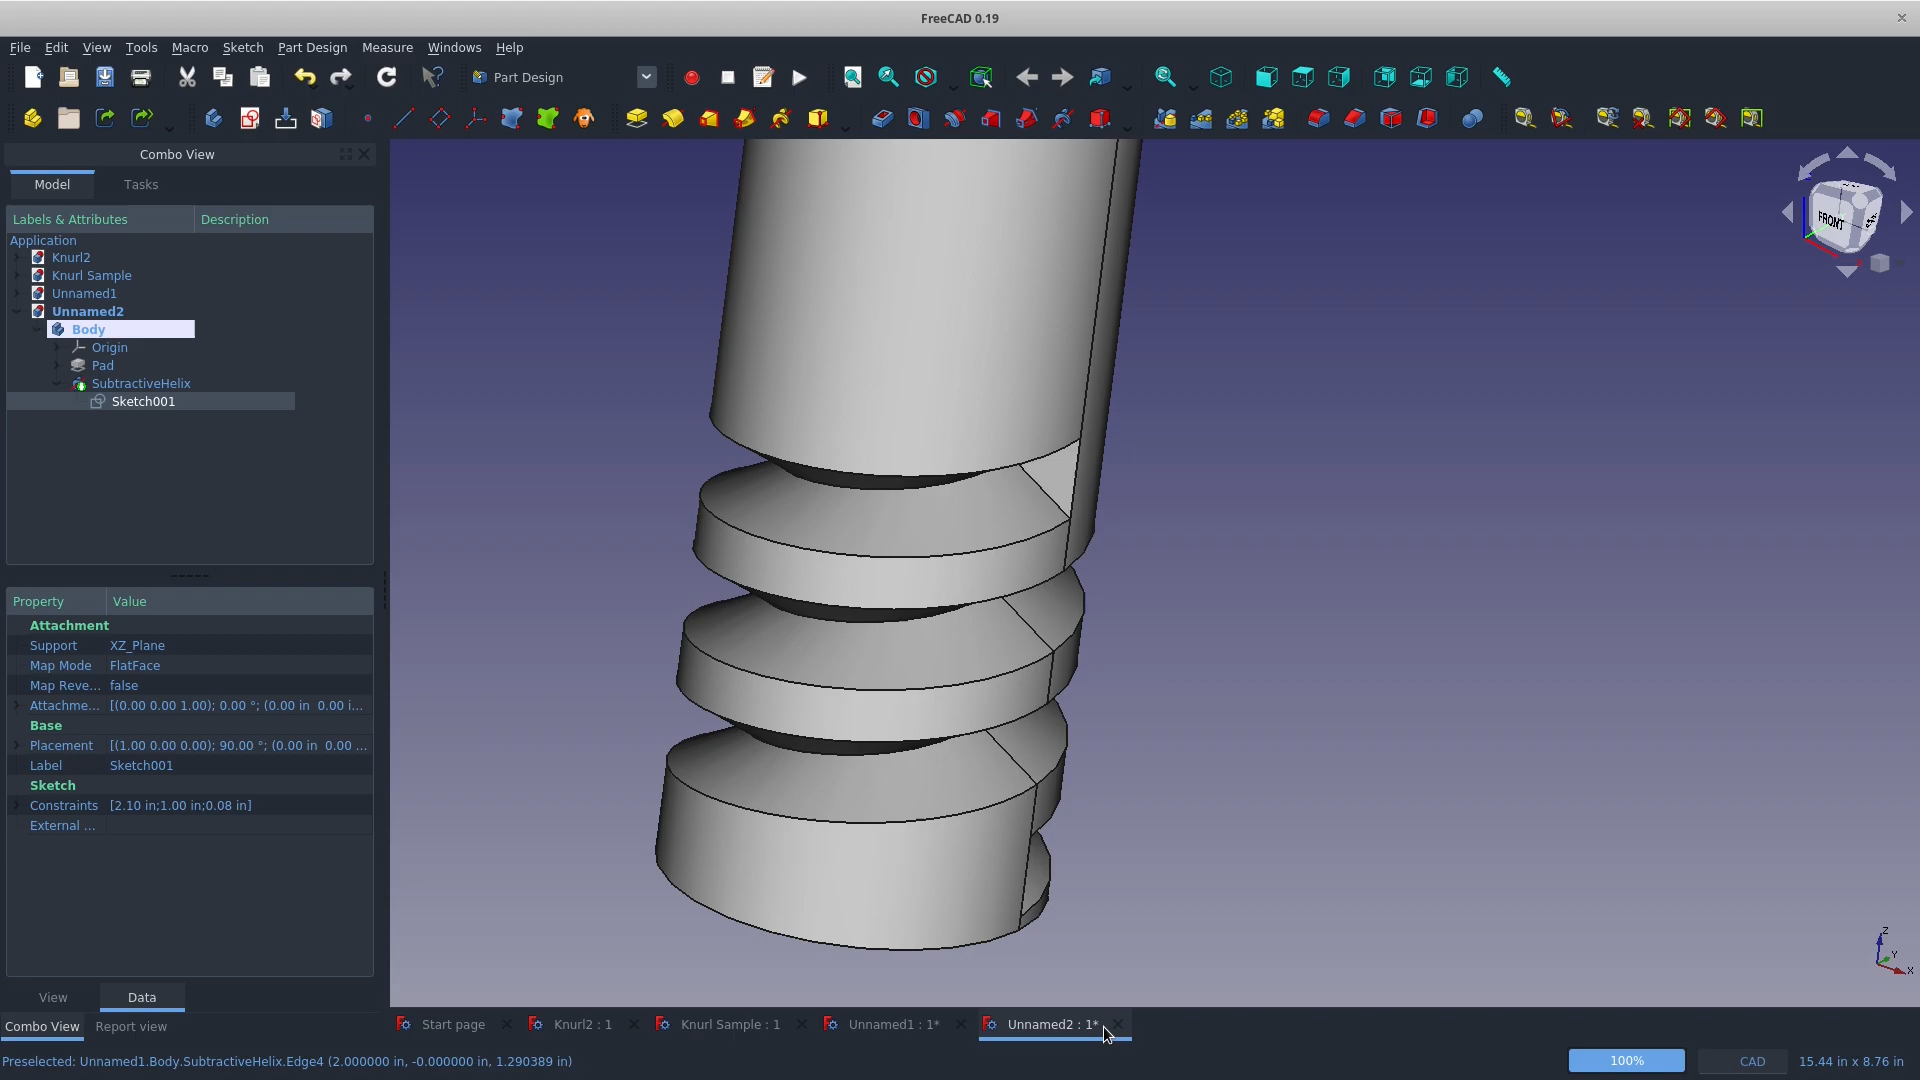 FreeCAD 0.19
File Edit View Tools Macro Sketch Part Design Measure Windows Help
Part Design
Combo View
Model Tasks
Labels & Attributes Description
Application
Knurl2
Knurl Sample
Unnamed1
Unnamed2
Body
Origin
Pad
SubtractiveHelix
Sketch001
FRONT
Property Value
Attachment
Support XZ_Plane
Map Mode FlatFace
Map Reve... false
Attachme... [(0.00 0.00 1.00); 0.00 °; (0.00 in 0.00 i...
Base
Placement [(1.00 0.00 0.00); 90.00 °; (0.00 in 0.00 ...
Label Sketch001
Sketch
Constraints [2.10 in;1.00 in;0.08 in]
External ...
Z
Y
X
View Data
Combo View Report view
Start page Knurl2 : 1 Knurl Sample : 1 Unnamed1 : 1* Unnamed2 : 1*
Preselected: Unnamed1.Body.SubtractiveHelix.Edge4 (2.000000 in, -0.000000 in, 1.290389 in)
100% CAD 15.44 in x 8.76 in